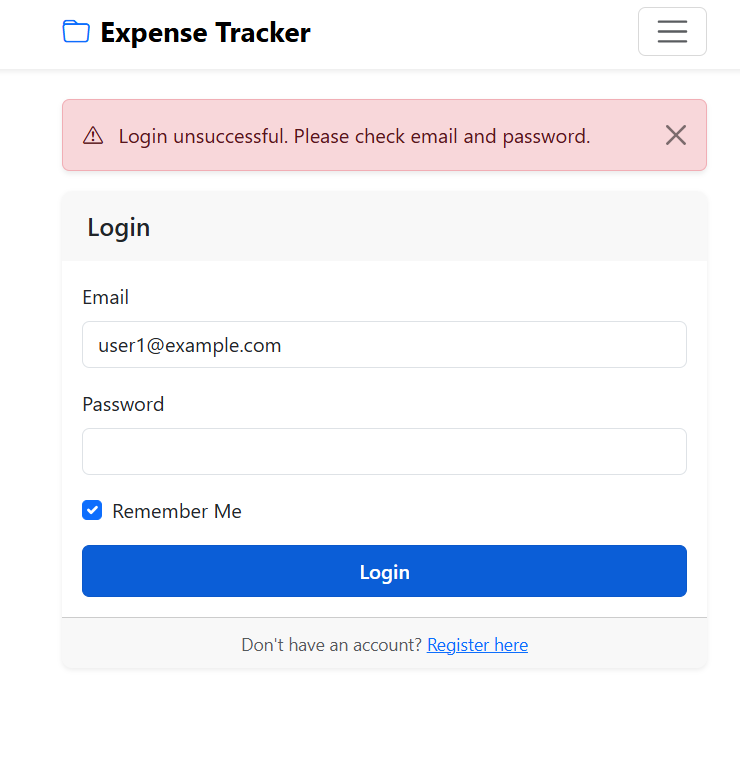 Expense Tracker
Login unsuccessful. Please check email and password.
Login
Email
user1@example.com
Password
Remember Me
Login
Don't have an account? Register here